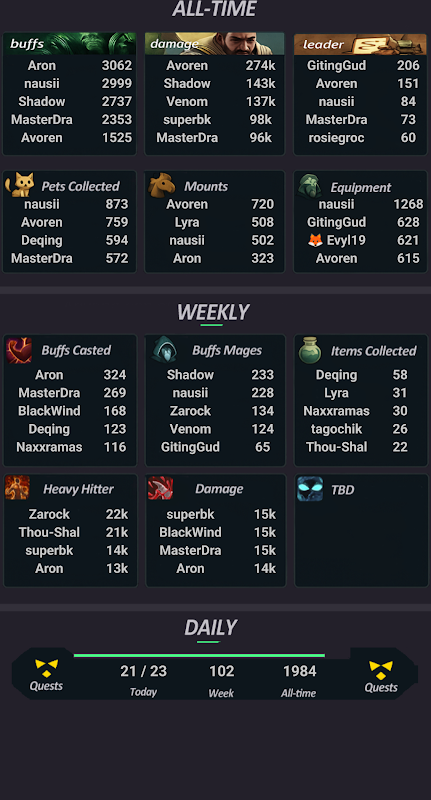 ALL-TIME
buffs
Aron 3062
nausii 2999
Shadow 2737
MasterDra 2353
Avoren 1525
damage
Avoren 274k
Shadow 143k
Venom 137k
superbk 98k
MasterDra 96k
leader
GitingGud 206
Avoren 151
nausii 84
MasterDra 73
rosiegroc 60
Pets Collected
nausii 873
Avoren 759
Deqing 594
MasterDra 572
Mounts
Avoren 720
Lyra 508
nausii 502
Aron 323
Equipment
nausii 1268
GitingGud 628
🦊 Evyl19 621
Avoren 615
WEEKLY
Buffs Casted
Aron 324
MasterDra 269
BlackWind 168
Deqing 123
Naxxramas 116
Buffs Mages
Shadow 233
nausii 228
Zarock 134
Venom 124
GitingGud 65
Items Collected
Deqing 58
Lyra 31
Naxxramas 30
tagochik 26
Thou-Shal 22
Heavy Hitter
Zarock 22k
Thou-Shal 21k
superbk 14k
Aron 13k
Damage
superbk 15k
BlackWind 15k
MasterDra 15k
Aron 14k
TBD
DAILY
Quests
21 / 23
Today
102
Week
1984
All-time
Quests